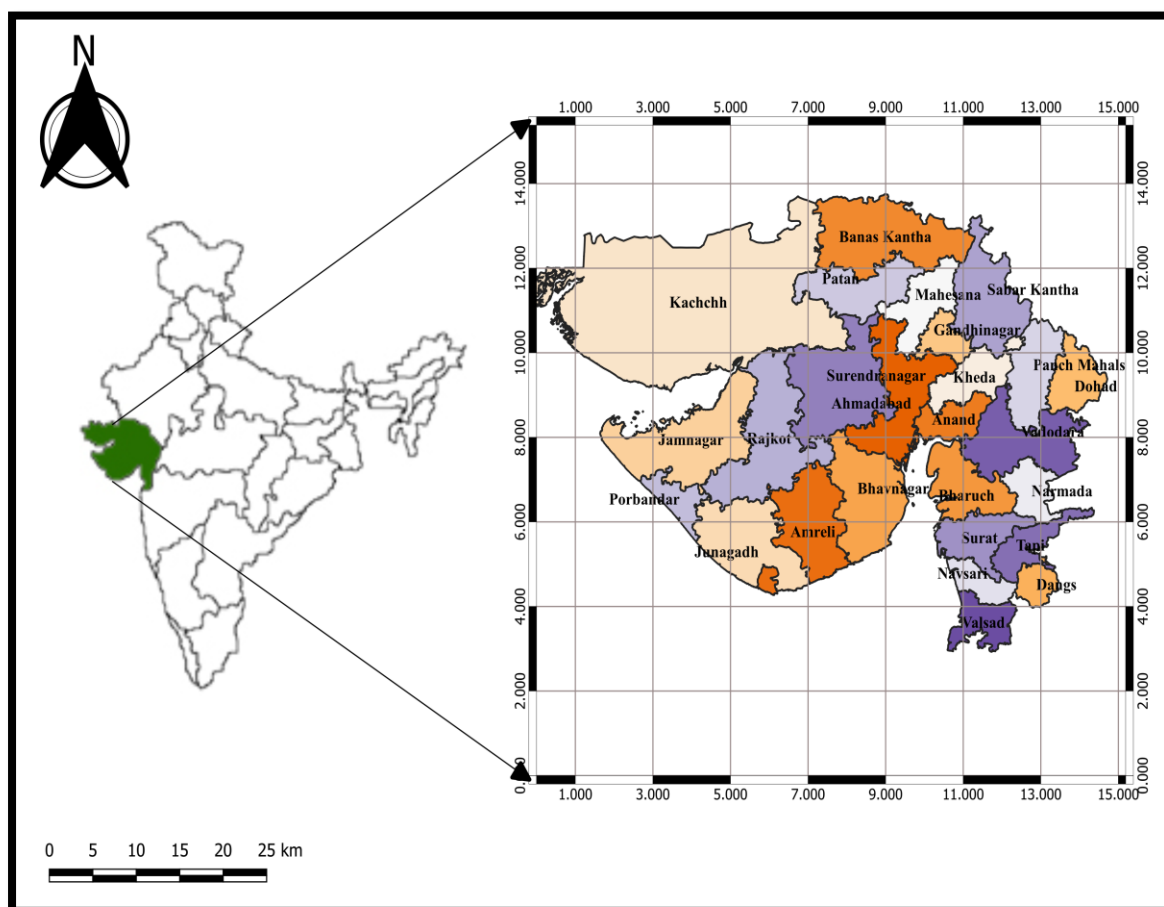 N
1.000 3.000 5.000 7.000 9.000 11.000 13.000 15.000
14.000 14.000
12.000 12.000
10.000 10.000
8.000 8.000
6.000 6.000
4.000 4.000
2.000 2.000
0.000 0.000
Banas Kantha
Patan
Kachchh
Mahesana
Sabar Kantha
Gandhinagar
Panch Mahals
Surendranagar
Kheda
Dohad
Ahmadabad
Anand
Vadodara
Jamnagar
Rajkot
Porbandar
Bhavnagar
Bharuch
Narmada
Amreli
Surat
Tapi
Junagadh
Navsari
Dangs
Valsad
1.000 3.000 5.000 7.000 9.000 11.000 13.000 15.000
0 5 10 15 20 25 km